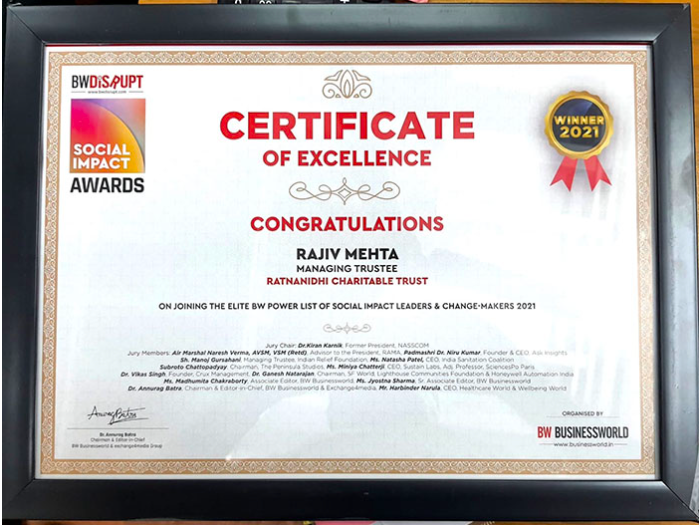 BW DISRUPT
www.bwdisrupt.com
SOCIAL
IMPACT
AWARDS
CERTIFICATE
OF EXCELLENCE
WINNER
2021
CONGRATULATIONS
RAJIV MEHTA
MANAGING TRUSTEE
RATNANIDHI CHARITABLE TRUST
ON JOINING THE ELITE BW POWER LIST OF SOCIAL IMPACT LEADERS & CHANGE-MAKERS 2021
Jury Chair: Dr.Kiran Karnik, Former President, NASSCOM
Jury Members: Air Marshal Naresh Verma, AVSM, VSM (Retd), Advisor to the President, RAMA, Padmashri Dr. Niru Kumar, Founder & CEO, Ask Insights
Sh. Manoj Gursahani, Managing Trustee, Indian Relief Foundation, Ms. Natasha Patel, CEO, India Sanitation Coalition
Subroto Chattopadyay, Chairman, The Peninsula Studios, Ms. Miniya Chatterji, CEO, Sustain Labs, Adj. Professor, SciencesPo Paris
Dr. Vikas Singh, Founder, Crux Management, Dr. Ganesh Natarajan, Chairman, 5F World, Lighthouse Communities Foundation & Honeywell Automation India
Ms. Madhumita Chakraborty, Associate Editor, BW Businessworld, Ms. Jyostna Sharma, Sr. Associate Editor, BW Businessworld
Dr. Annurag Batra, Chairman & Editor-in-Chief, BW Businessworld & Exchange4media, Mr. Harbinder Narula, CEO, Healthcare World & Wellbeing World
Annurag Batra
Dr. Annurag Batra
Chairman & Editor-in-Chief
BW Businessworld & exchange4media Group
ORGANISED BY
BW BUSINESSWORLD
www.businessworld.in